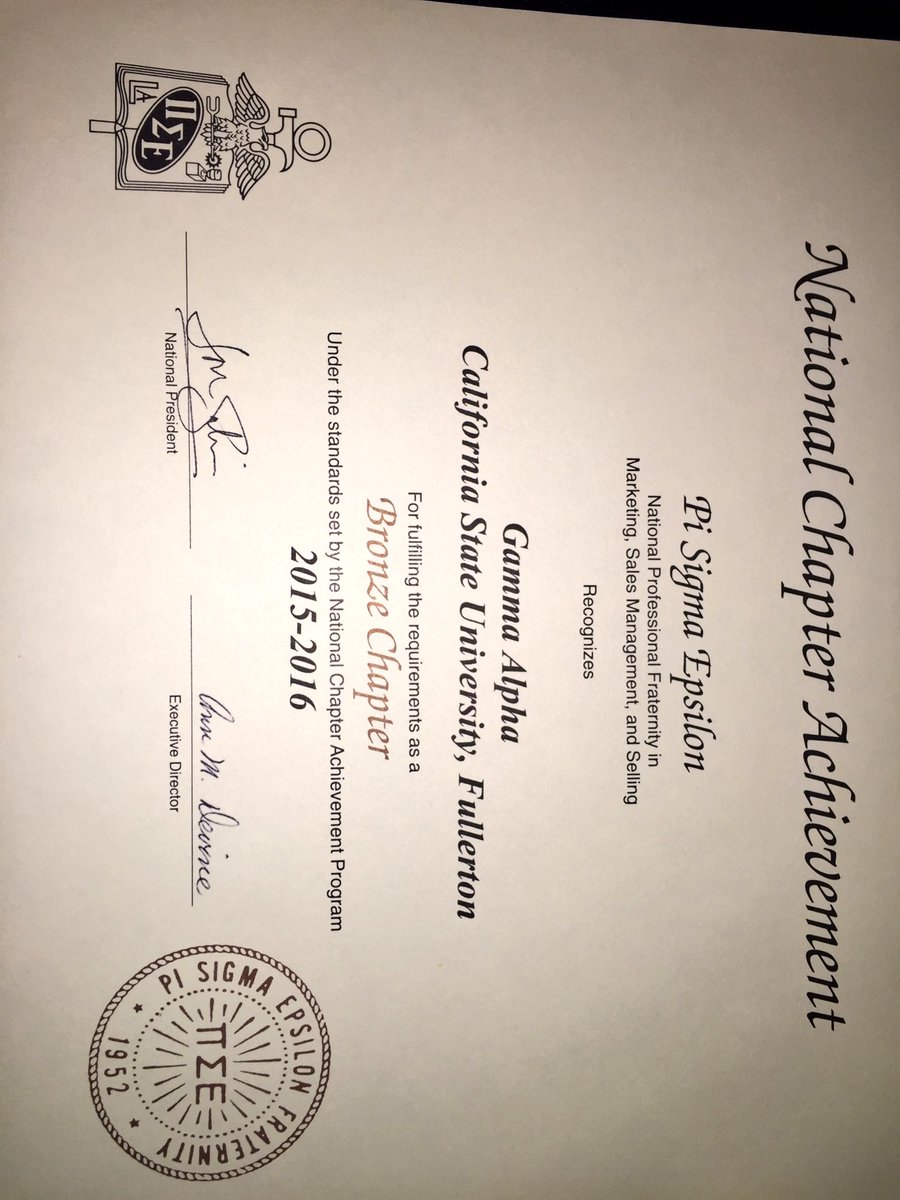 National Chapter Achievement
Pi Sigma Epsilon
National Professional Fraternity in
Marketing, Sales Management, and Selling
Recognizes
Gamma Alpha
California State University, Fullerton
For fulfilling the requirements as a
Bronze Chapter
Under the standards set by the National Chapter Achievement Program
2015-2016
ΠΣΕ
National President
Ann M. Devine
Executive Director
PI SIGMA EPSILON FRATERNITY
ΠΣΕ
1952